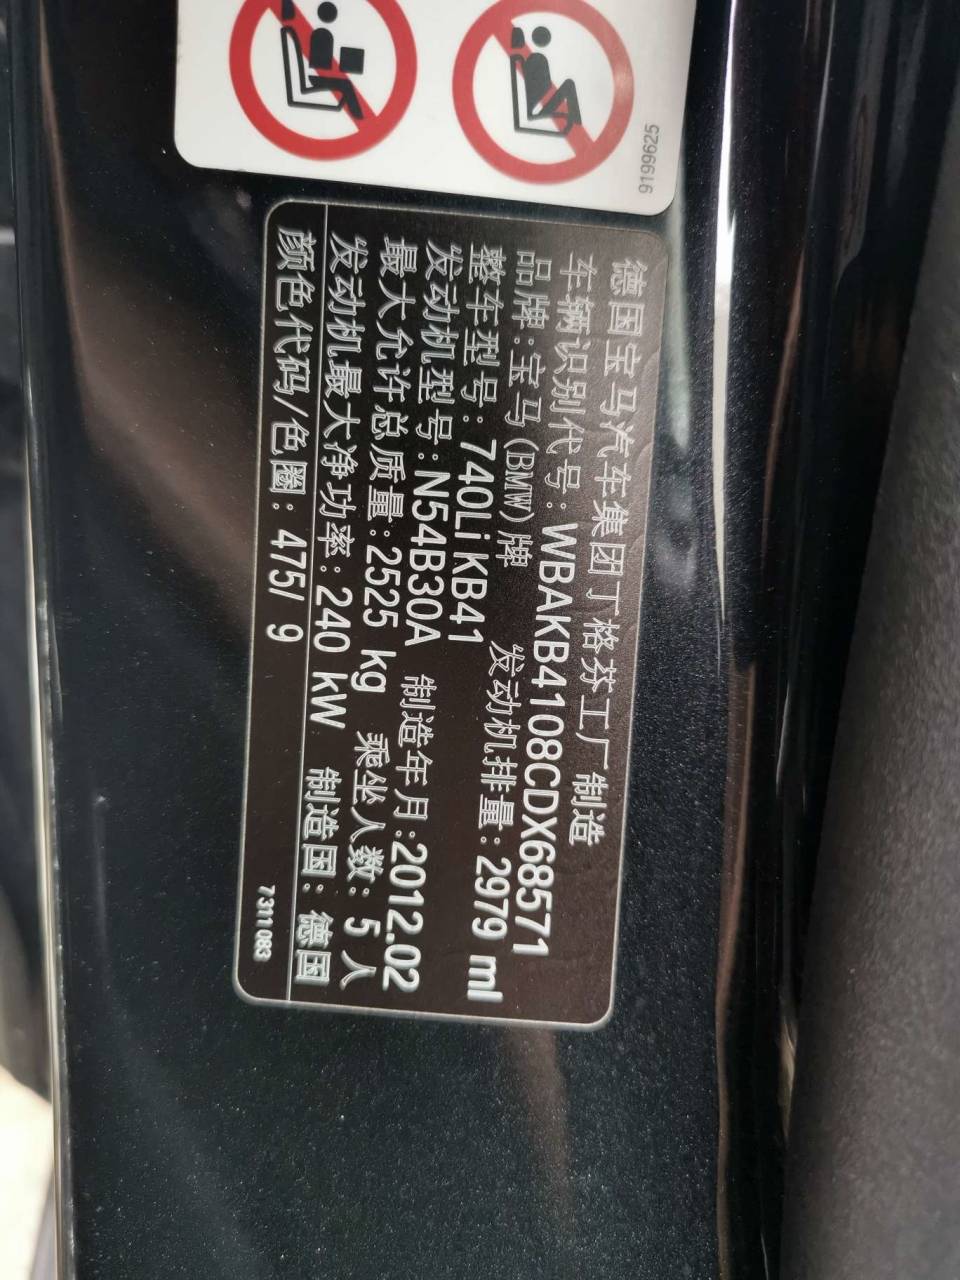 9199625
德国宝马汽车集团丁格芬工厂制造
车辆识别代号:WBAKB4108CDX68571
品牌:宝马(BMW)牌 发动机排量:2979 ml
整车型号:740Li KB41
发动机型号:N54B30A 制造年月:2012.02
最大允许总质量:2525 kg 乘坐人数:5人
发动机最大净功率:240 kW 制造国:德国
颜色代码/色圈:475/ 9
7311 083